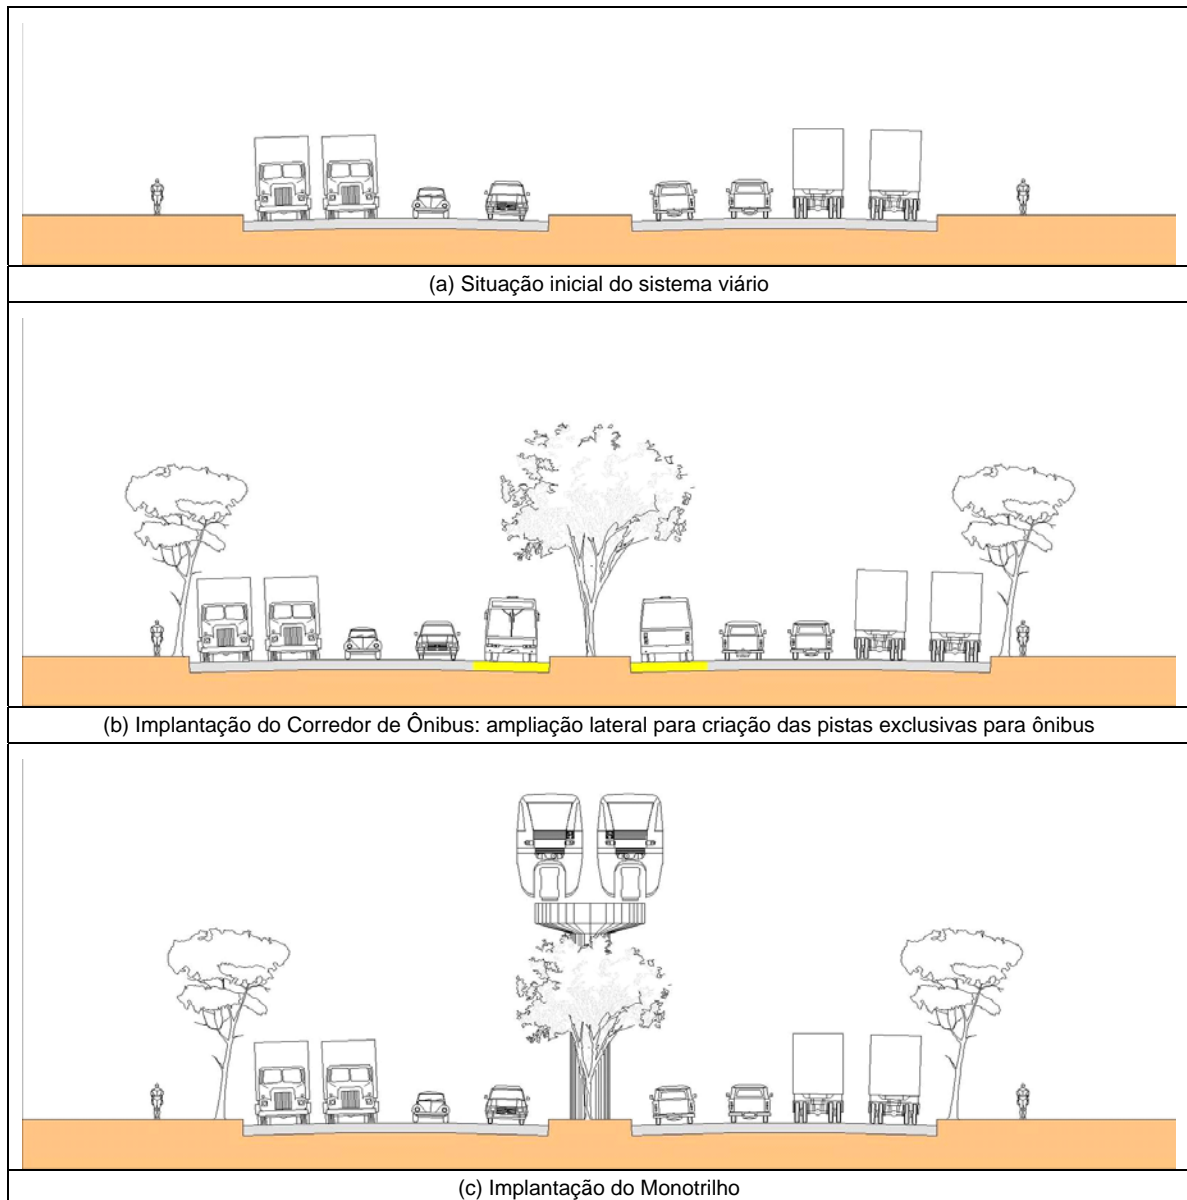 (a) Situação inicial do sistema viário
(b) Implantação do Corredor de Ônibus: ampliação lateral para criação das pistas exclusivas para ônibus
(c) Implantação do Monotrilho